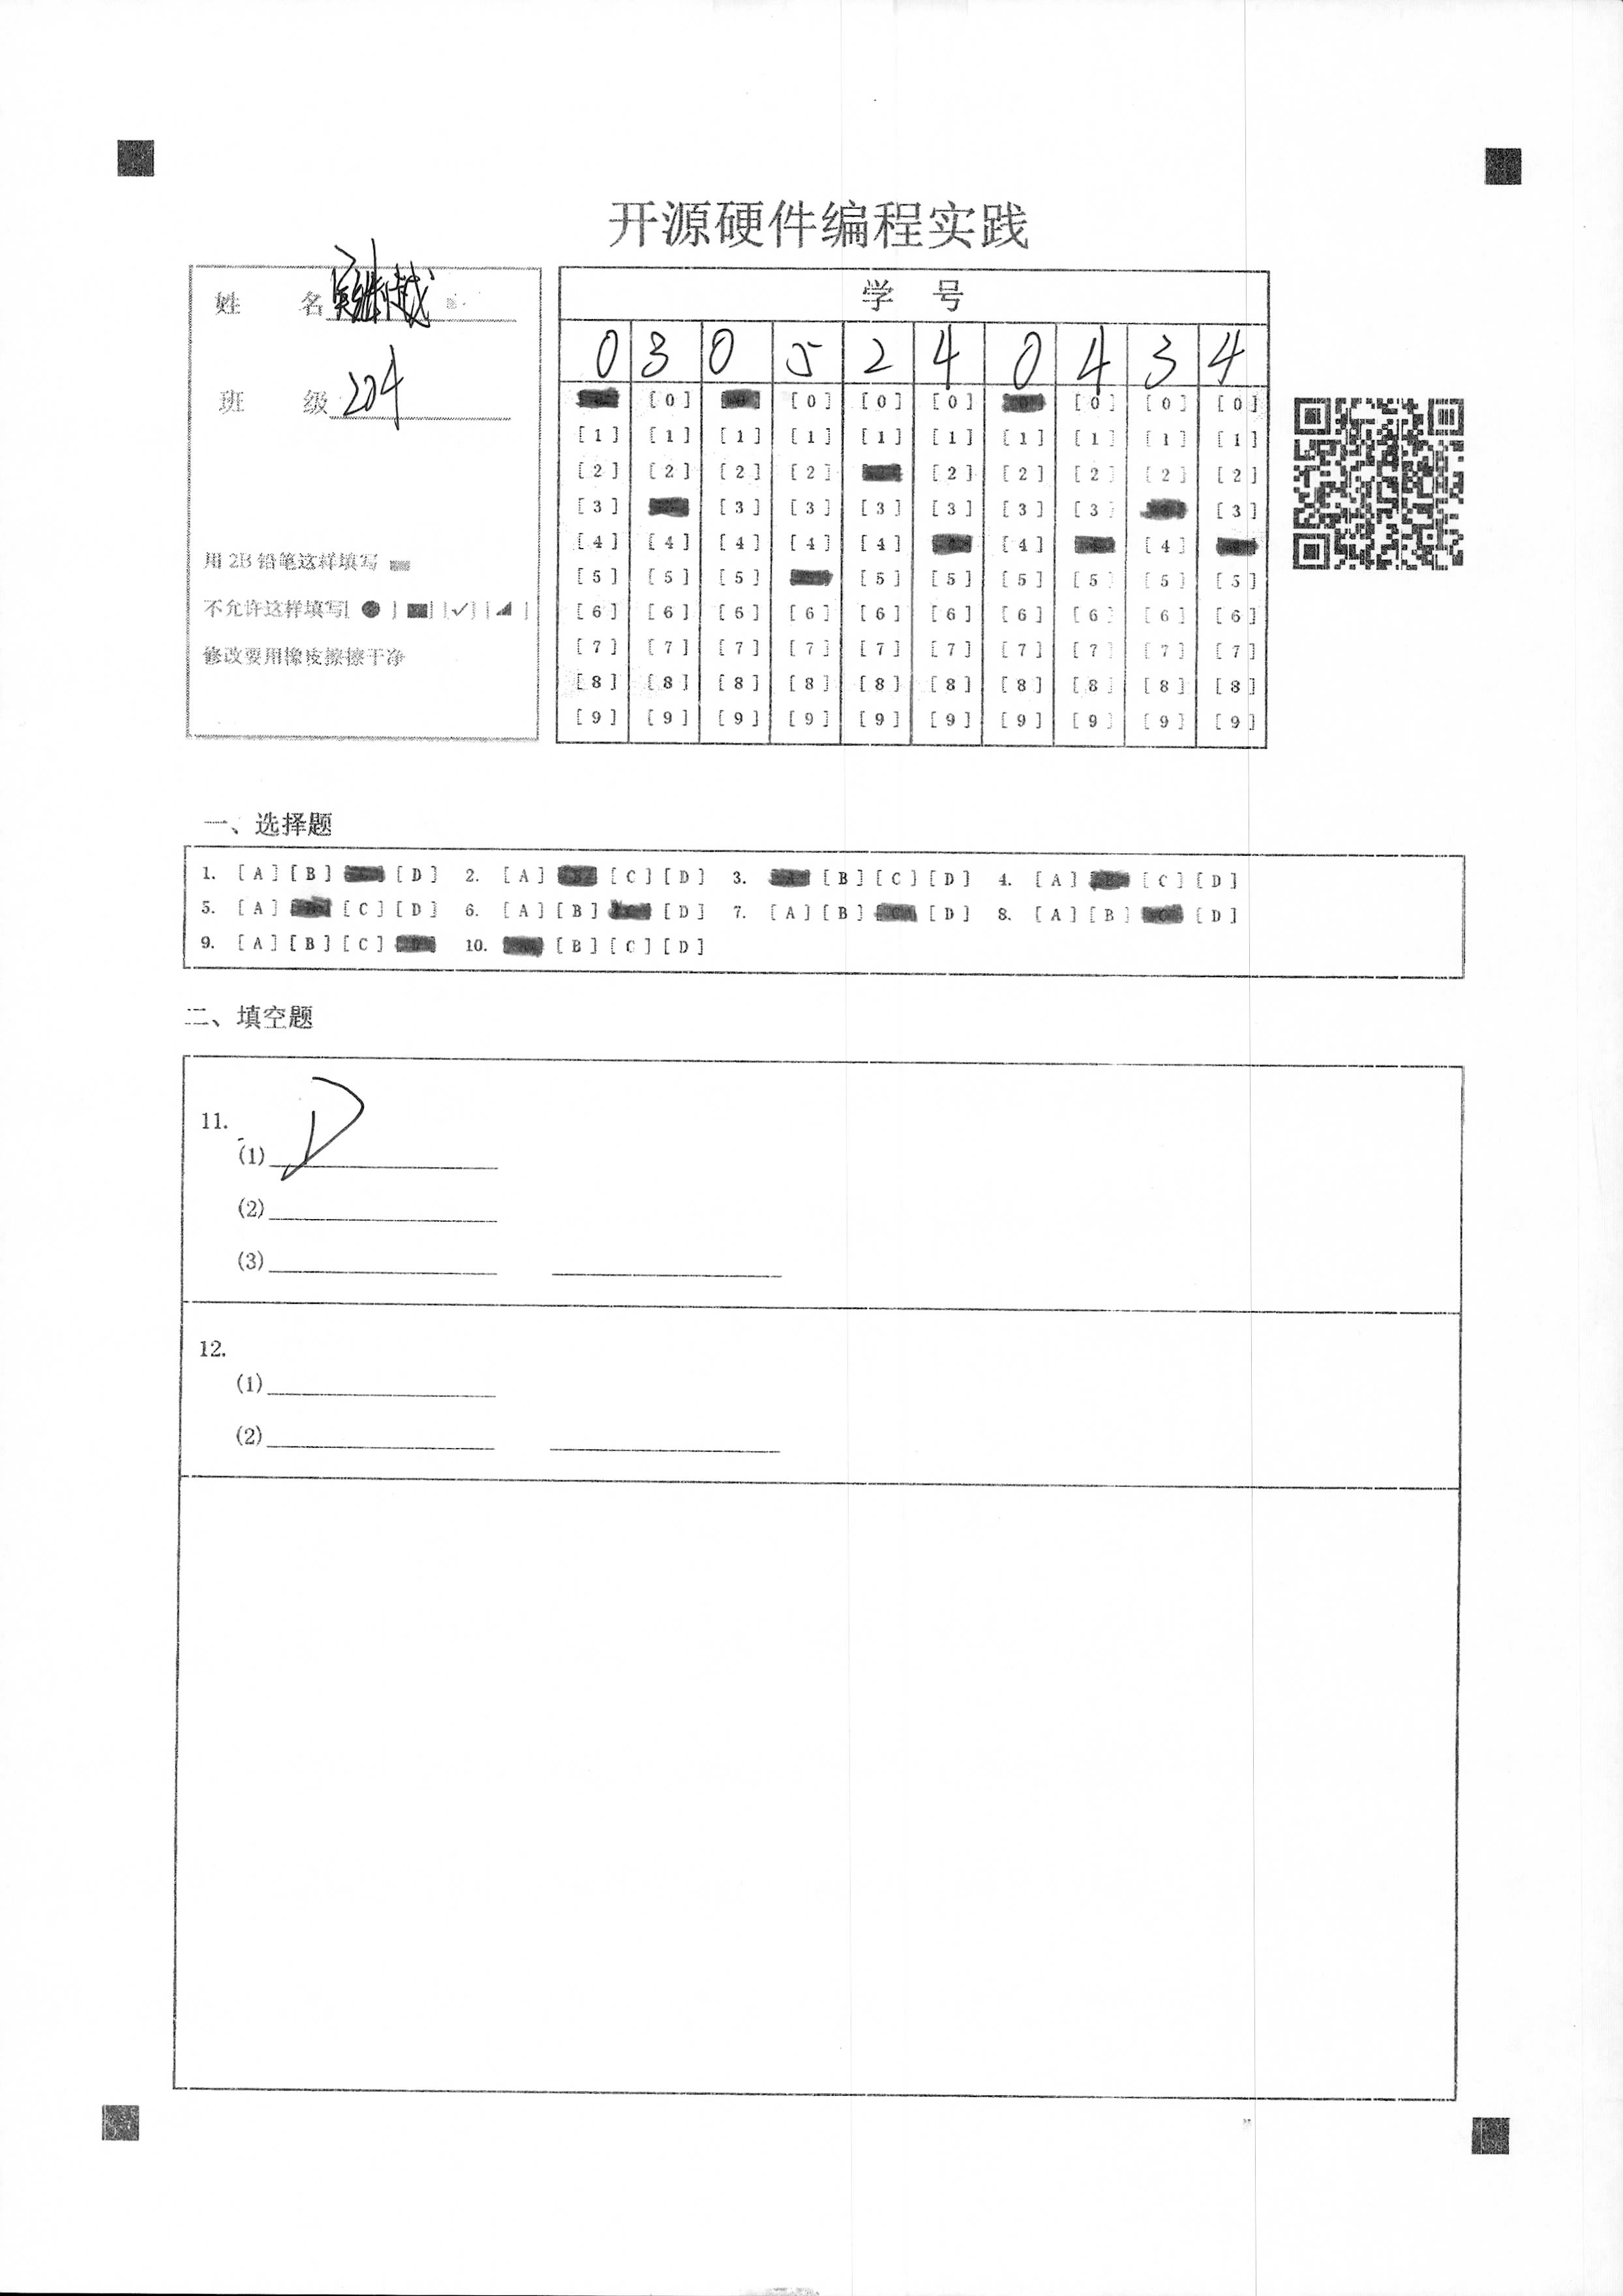 开源硬件编程实践
姓 名
班 级 204
用 2B 铅笔这样填写
不允许这样填写[ ● ] [■] [✓] [◢ ]
修改要用橡皮擦擦干净
学 号
0 3 0 5 2 4 0 4 3 4
[0] [0] [0] [0] [0] [0] [0]
[1] [1] [1] [1] [1] [1] [1] [1] [1] [1]
[2] [2] [2] [2] [2] [2] [2] [2] [2]
[3] [3] [3] [3] [3] [3] [3] [3]
[4] [4] [4] [4] [4] [4] [4]
[5] [5] [5] [5] [5] [5] [5] [5] [5]
[6] [6] [6] [6] [6] [6] [6] [6] [6] [6]
[7] [7] [7] [7] [7] [7] [7] [7] [7] [7]
[8] [8] [8] [8] [8] [8] [8] [8] [8] [8]
[9] [9] [9] [9] [9] [9] [9] [9] [9] [9]
一、选择题
1. [A] [B] [D] 2. [A] [C] [D] 3. [B] [C] [D] 4. [A] [C] [D]
5. [A] [C] [D] 6. [A] [B] [D] 7. [A] [B] [D] 8. [A] [B] [D]
9. [A] [B] [C] 10. [B] [C] [D]
二、填空题
11.
(1) D
(2)
(3)
12.
(1)
(2)